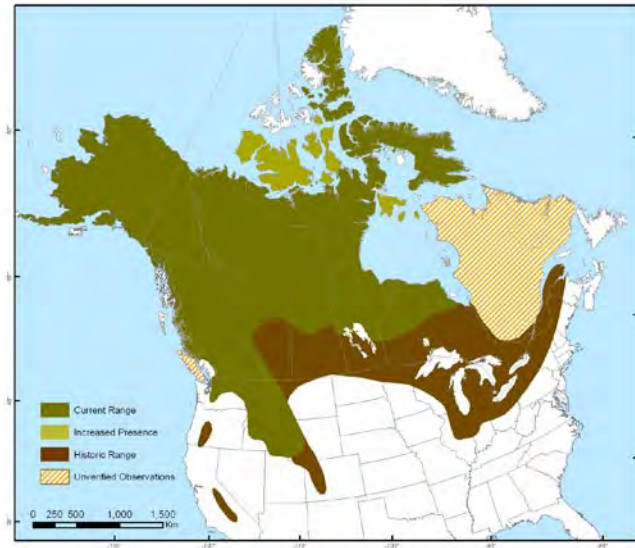 Current Range
Increased Presence
Historic Range
Unverified Observations
0 250 500 1,000 1,500
Km